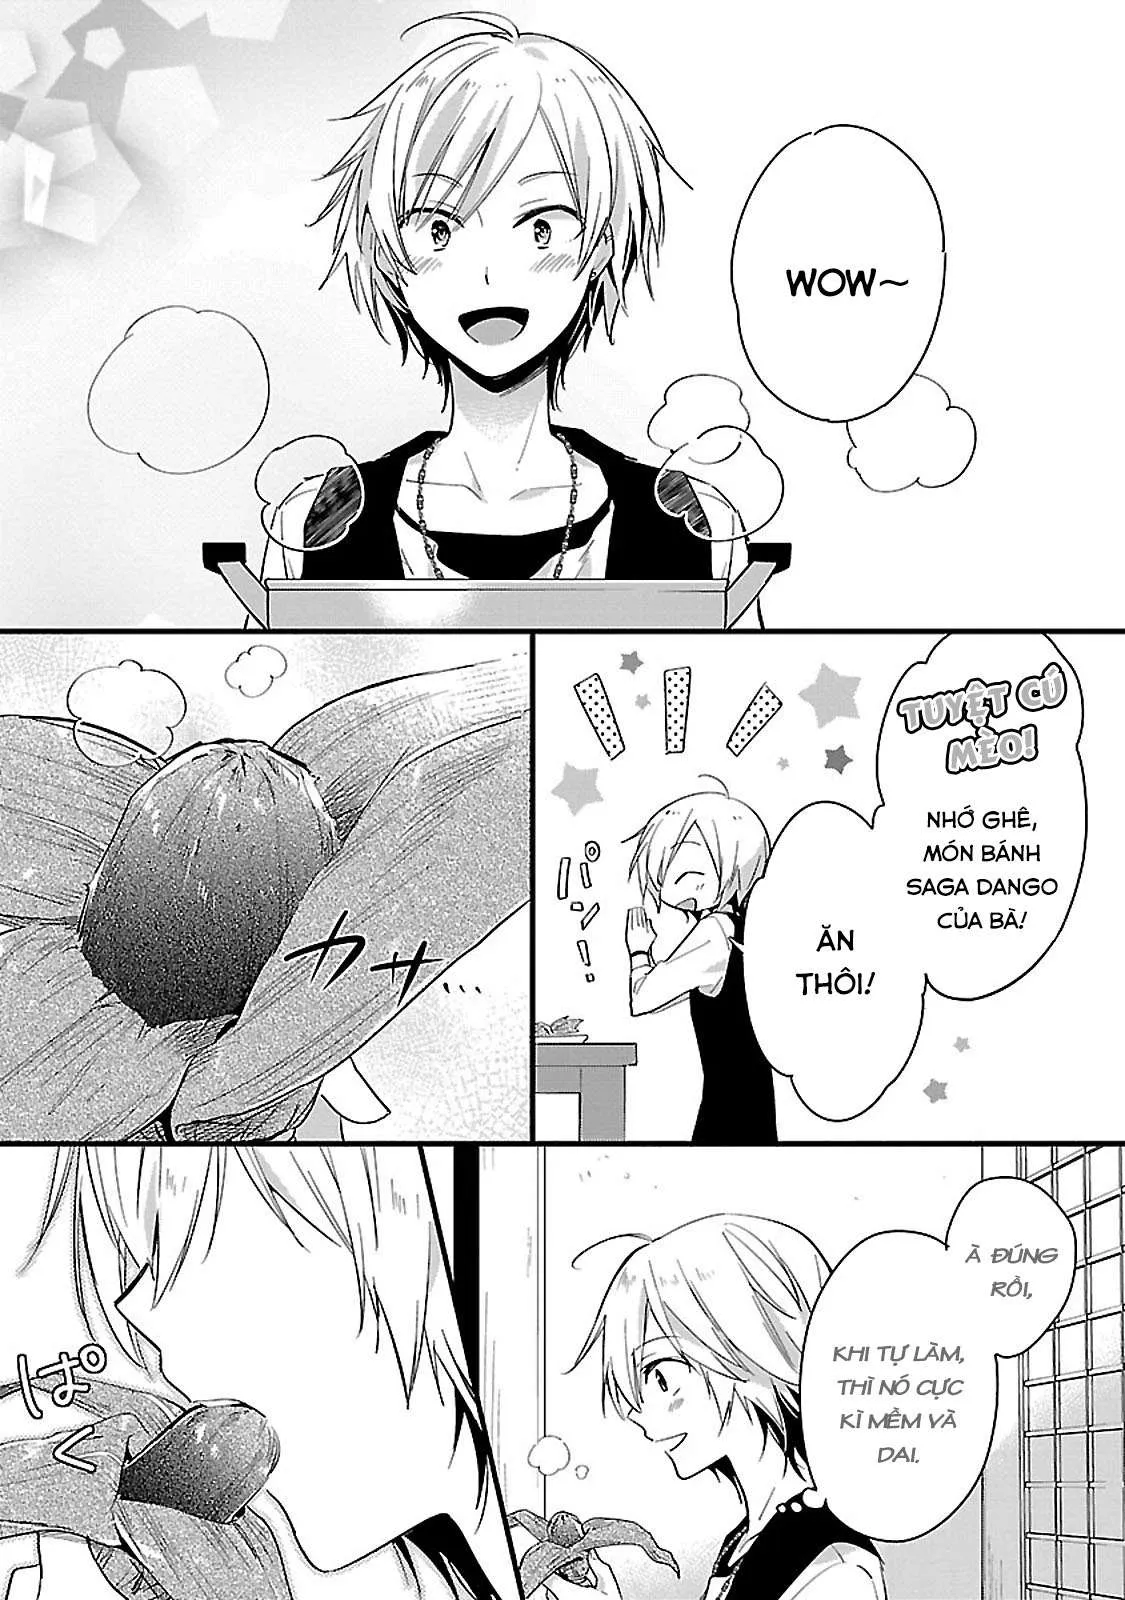 WOW~
TUYỆT CÚ
MÈO!
NHỚ GHÊ,
MÓN BÁNH
SAGA DANGO
CỦA BÀ!
ĂN
THÔI!
パン!
カサ...
À ĐÚNG
RỒI,
KHI TỰ LÀM,
THÌ NÓ CỰC
KÌ MỀM VÀ
DAI.
ぱく